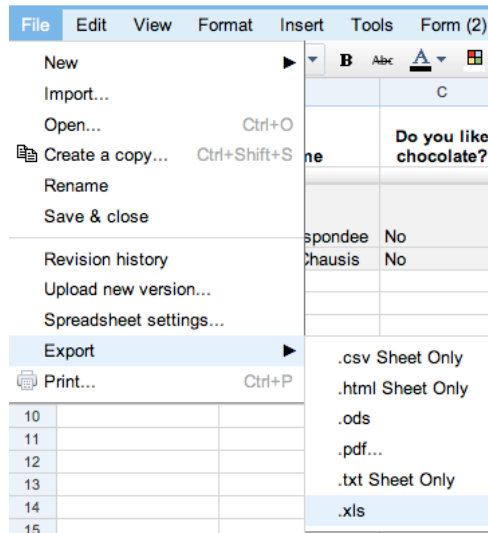 File Edit View Format Insert Tools Form (2)
New
B Abc A
Import...
C
Open... Ctrl+O
Do you like
chocolate?
Create a copy... Ctrl+Shift+S me
Rename
Save & close
spondee No
Revision history Chausis No
Upload new version...
Spreadsheet settings...
Export
.csv Sheet Only
Print... Ctrl+P
.html Sheet Only
10
.ods
11
.pdf...
12
.txt Sheet Only
13
.xls
14
15